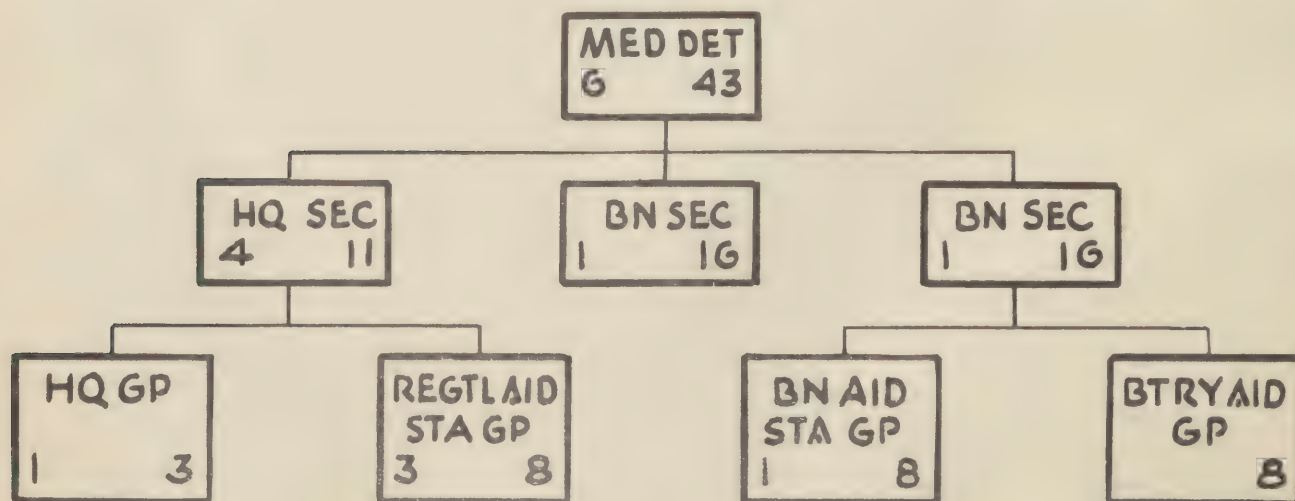 MED DET
6 43
HQ SEC
4 11
BN SEC
1 16
BN SEC
1 16
HQ GP
1 3
REGTL AID
STA GP
3 8
BN AID
STA GP
1 8
BTRY AID
GP
8